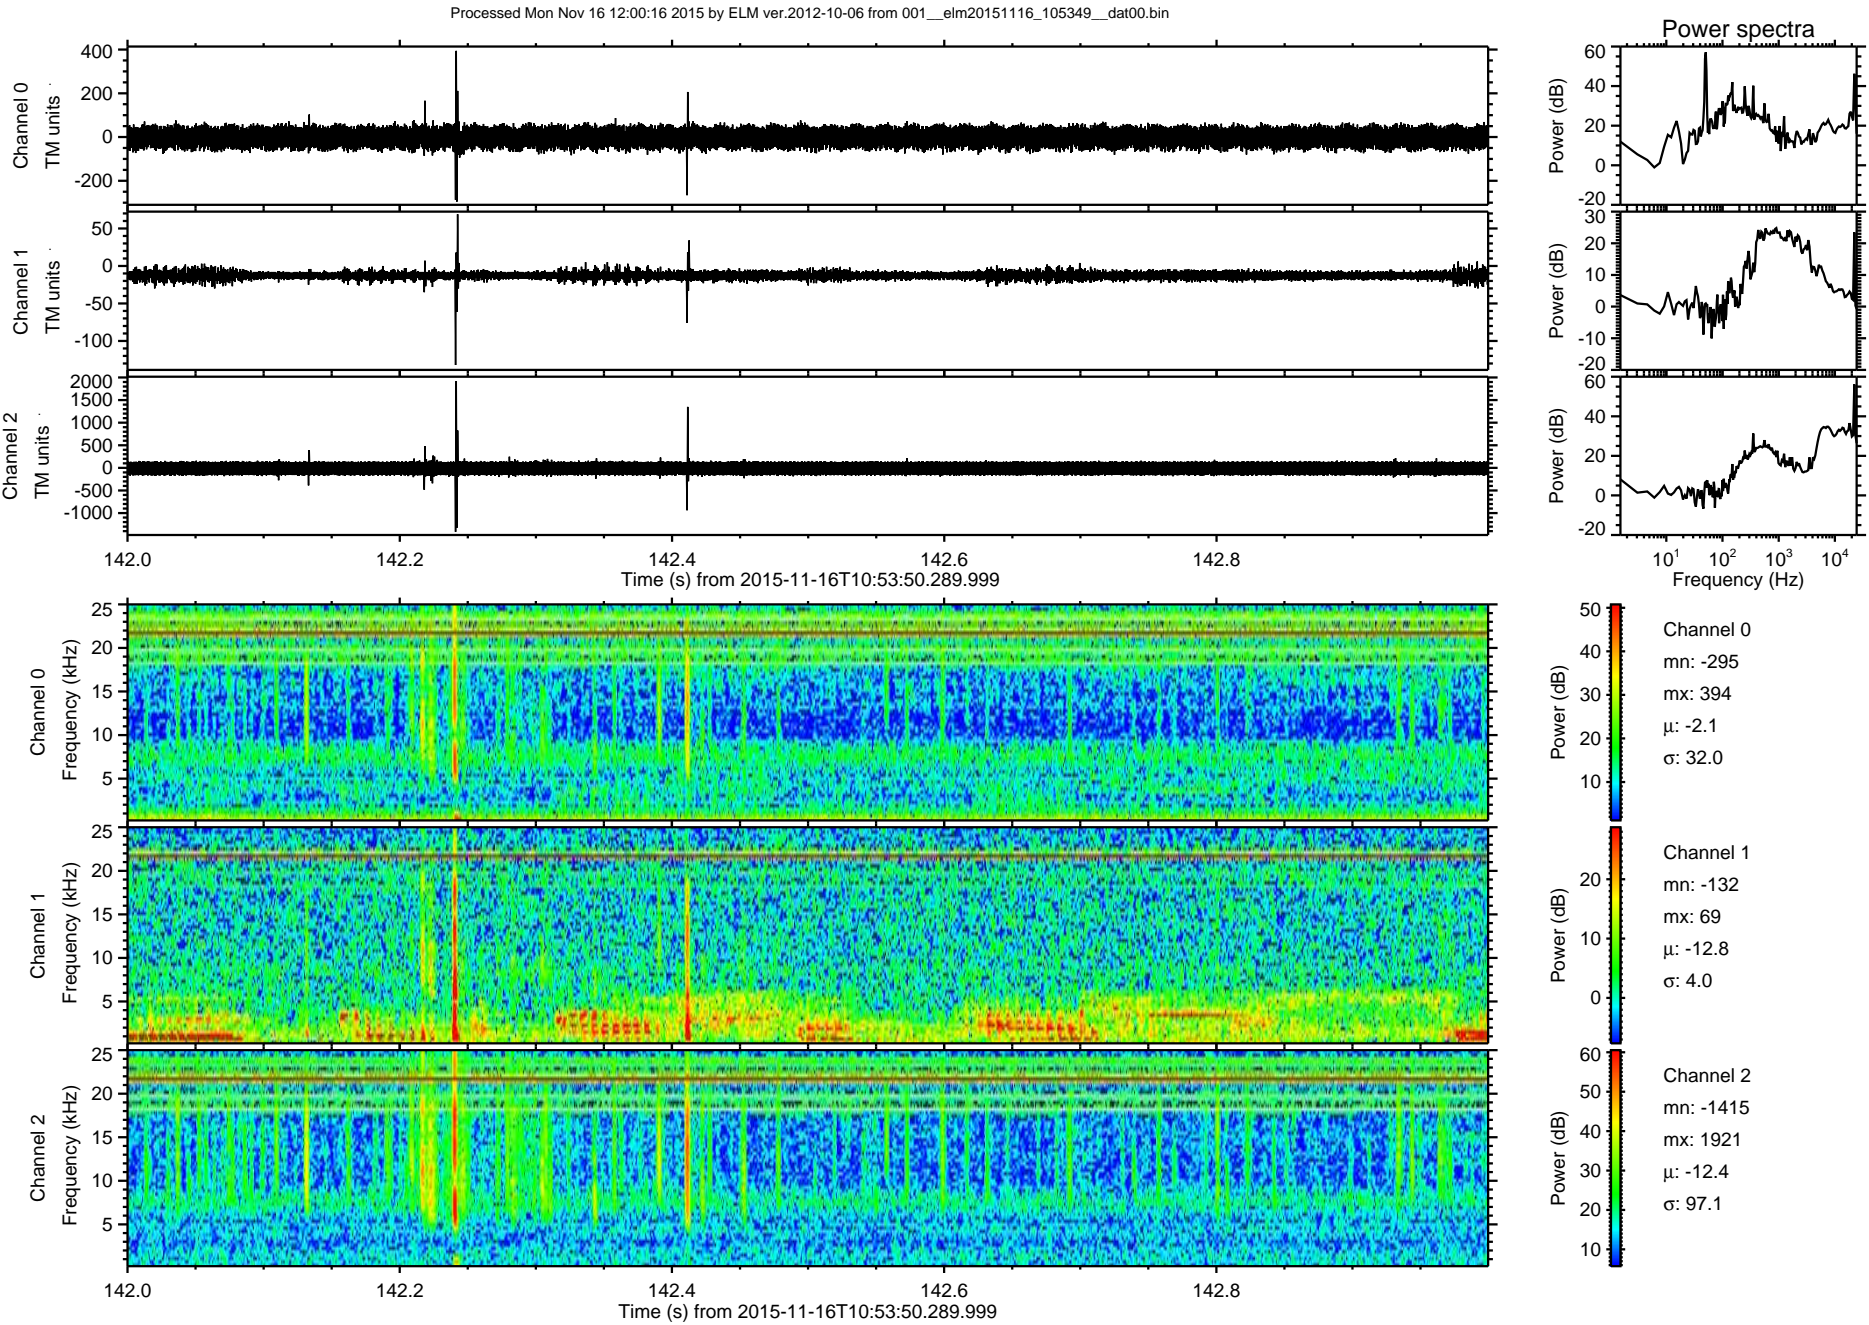 Processed Mon Nov 16 12:00:16 2015 by ELM ver.2012-10-06 from 001__elm20151116_105349__dat00.bin
Power spectra
Channel 0
TM units
400
200
0
-200
Power (dB)
60
40
20
0
-20
Channel 1
TM units
50
0
-50
-100
Power (dB)
30
20
10
0
-10
-20
Channel 2
TM units
2000
1500
1000
500
0
-500
-1000
Power (dB)
60
40
20
0
-20
142.0 142.2 142.4 142.6 142.8
Time (s) from 2015-11-16T10:53:50.289.999
10^1 10^2 10^3 10^4
Frequency (Hz)
Channel 0
Frequency (kHz)
25
20
15
10
5
Power (dB)
50
40
30
20
10
Channel 0
mn: -295
mx: 394
µ: -2.1
σ: 32.0
Channel 1
Frequency (kHz)
25
20
15
10
5
Power (dB)
20
10
0
Channel 1
mn: -132
mx: 69
µ: -12.8
σ: 4.0
Channel 2
Frequency (kHz)
25
20
15
10
5
Power (dB)
60
50
40
30
20
10
Channel 2
mn: -1415
mx: 1921
µ: -12.4
σ: 97.1
142.0 142.2 142.4 142.6 142.8
Time (s) from 2015-11-16T10:53:50.289.999